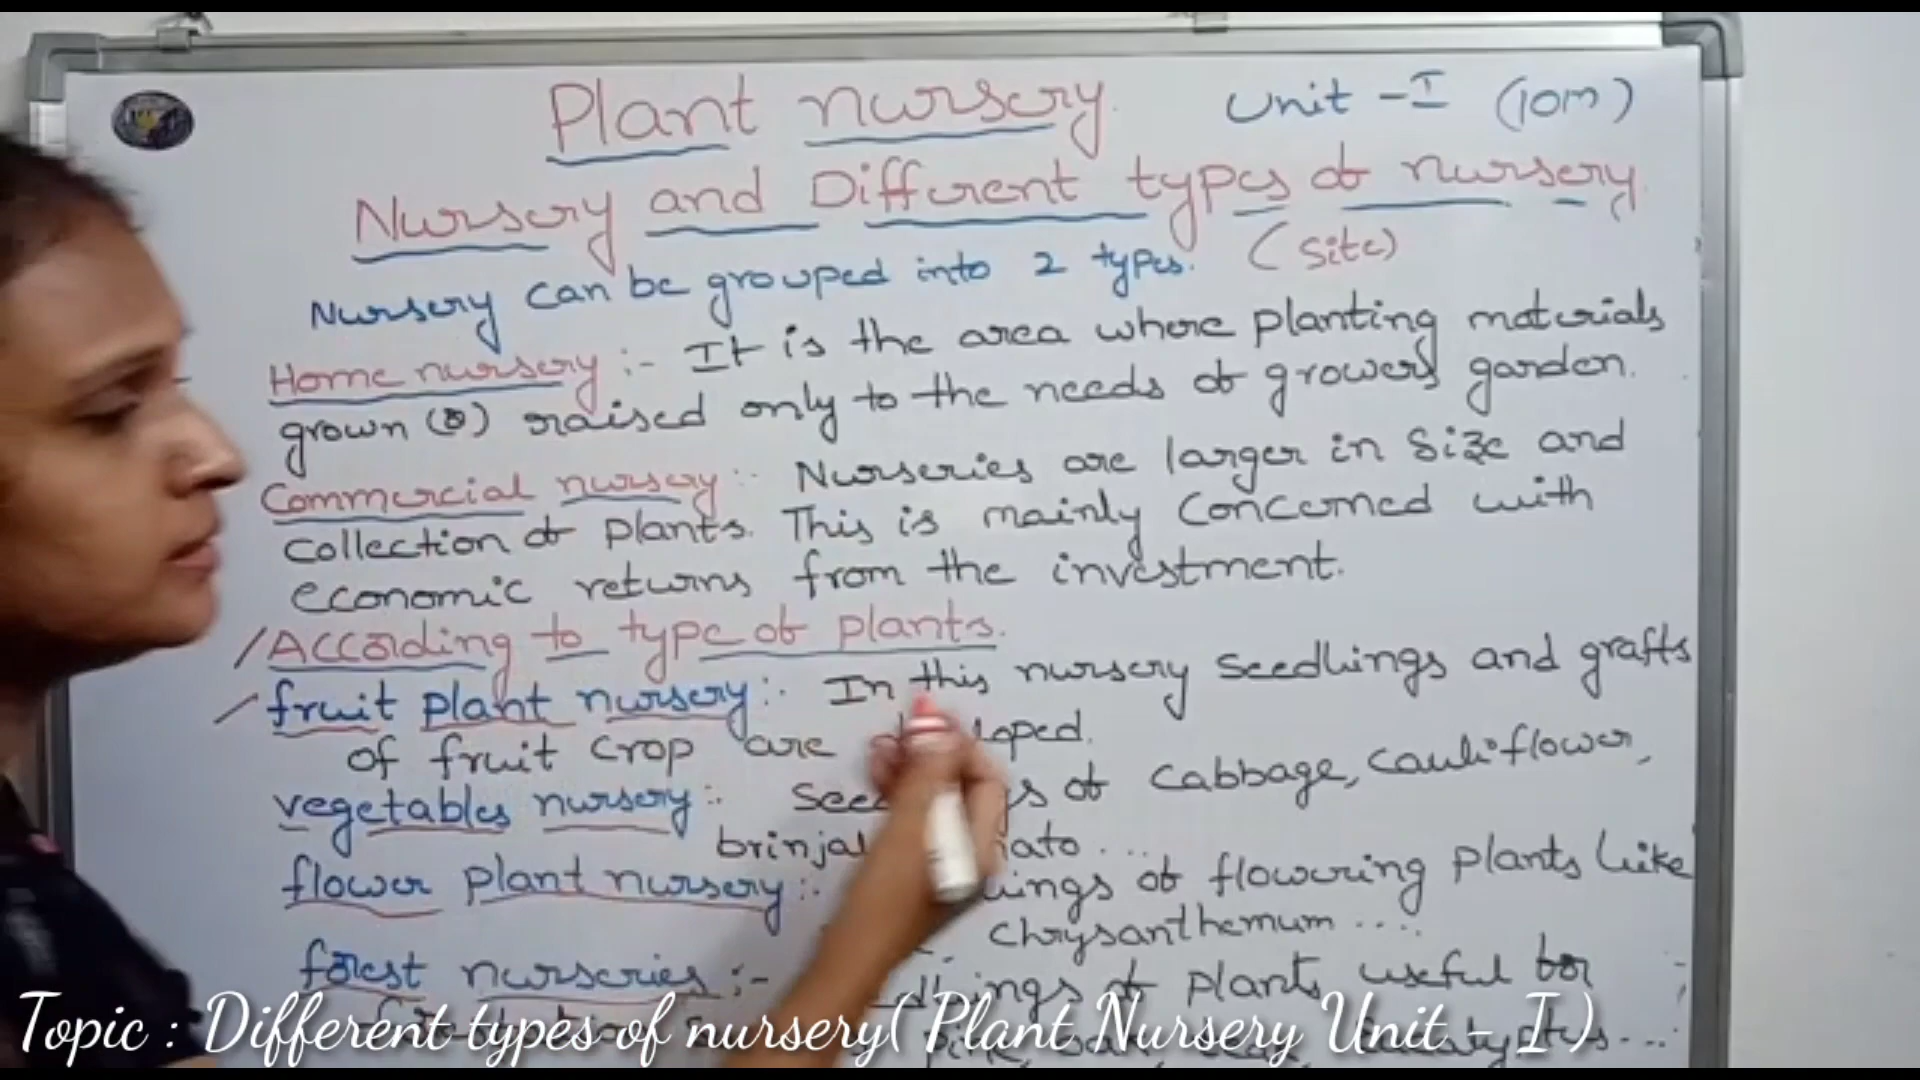 Plant nursery Unit - I (10m)
Nursery and Different types of nursery
(Site)
Nursery can be grouped into 2 types.
Home nursery :- It is the area where planting materials
grown (or) raised only to the needs of growers garden.
Commercial nursery :- Nurseries are larger in size and
collection of plants. This is mainly concerned with
economic returns from the investment.
According to type of plants.
fruit plant nursery :- In this nursery seedlings and grafts
of fruit crop are
vegetables nursery :- of cabbage, cauliflower,
brinjal
flower plant nursery :- of flowering plants like
chrysanthemum ....
forest nurseries :- of plants useful for
Topic : Different types of nursery( Plant Nursery Unit - I )